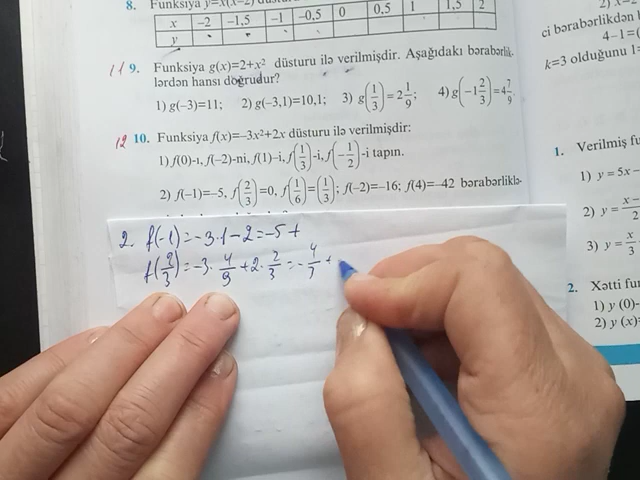 8. Funksiya y=x(x–2) düstu
x –2 –1,5 –1 –0,5 0 0,5 1 1,5 2
y
11 9. Funksiya g(x)=2+x² düsturu ilə verilmişdir. Aşağıdakı bərabərlik-
lərdən hansı doğrudur?
1) g(–3)=11; 2) g(–3,1)=10,1; 3) g(1/3)=2 1/9; 4) g(–1 2/3)=4 7/9.
12 10. Funksiya f(x)=–3x²+2x düsturu ilə verilmişdir:
1) f(0)-ı, f(–2)-ni, f(1)–i, f(1/3)-i, f(–1/2)-i tapın.
2) f(–1)=–5, f(2/3)=0, f(1/6)=(1/3); f(–2)=–16; f(4)=–42 bərabərliklə-
2. f(-1)=-3·1-2=-5 +
f(2/3)=-3·4/9+2·2/3=-4/3+
ci bərabərlikdən
4–1=(
k=3 olduğunu
1. Verilmiş fu
1) y=5x–
2) y=x–/2
3) y=x/3
2. Xətti fun
1) y (0)-
2) y (x)=